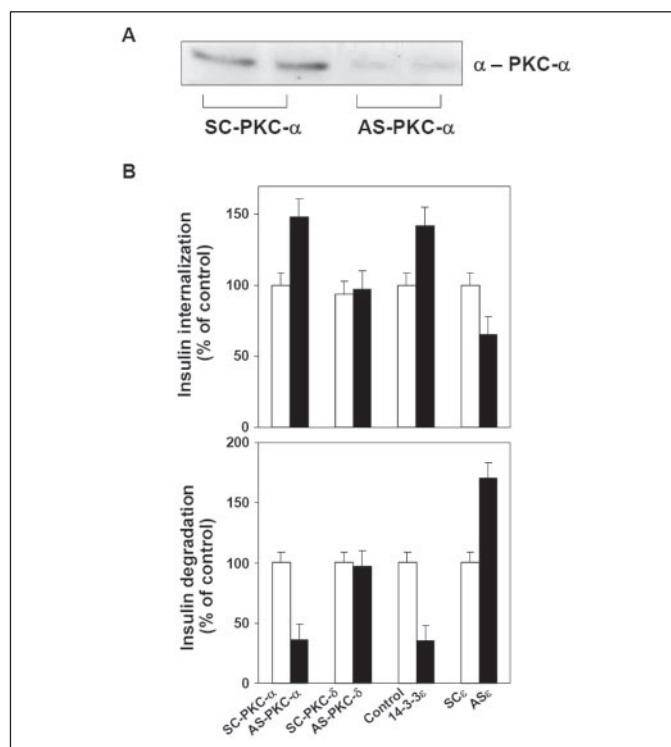 A
α – PKC-α
SC-PKC-α AS-PKC-α
B
Insulin internalization
(% of control)
150
100
50
0
Insulin degradation
(% of control)
200
150
100
50
0
SC-PKC-α
AS-PKC-α
SC-PKC-δ
AS-PKC-δ
Control
14-3-3ε
SCε
ASε